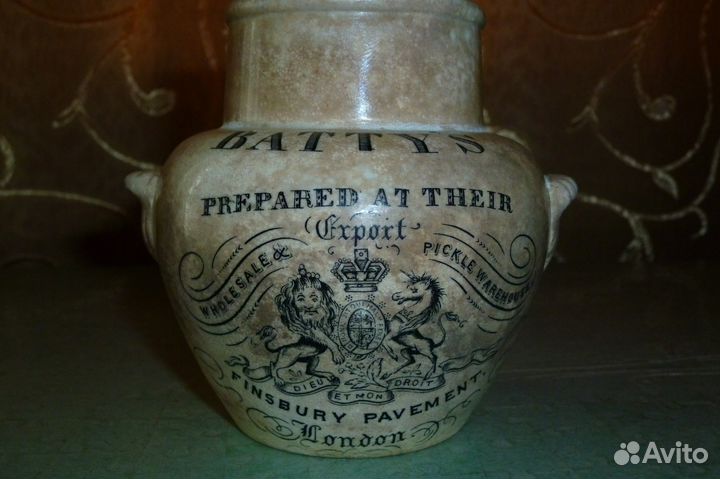 BATTYS
PREPARED AT THEIR
Export
WHOLESALE & PICKLE WAREHOUSE
DIEU ET MON DROIT
FINSBURY PAVEMENT.
London
Avito